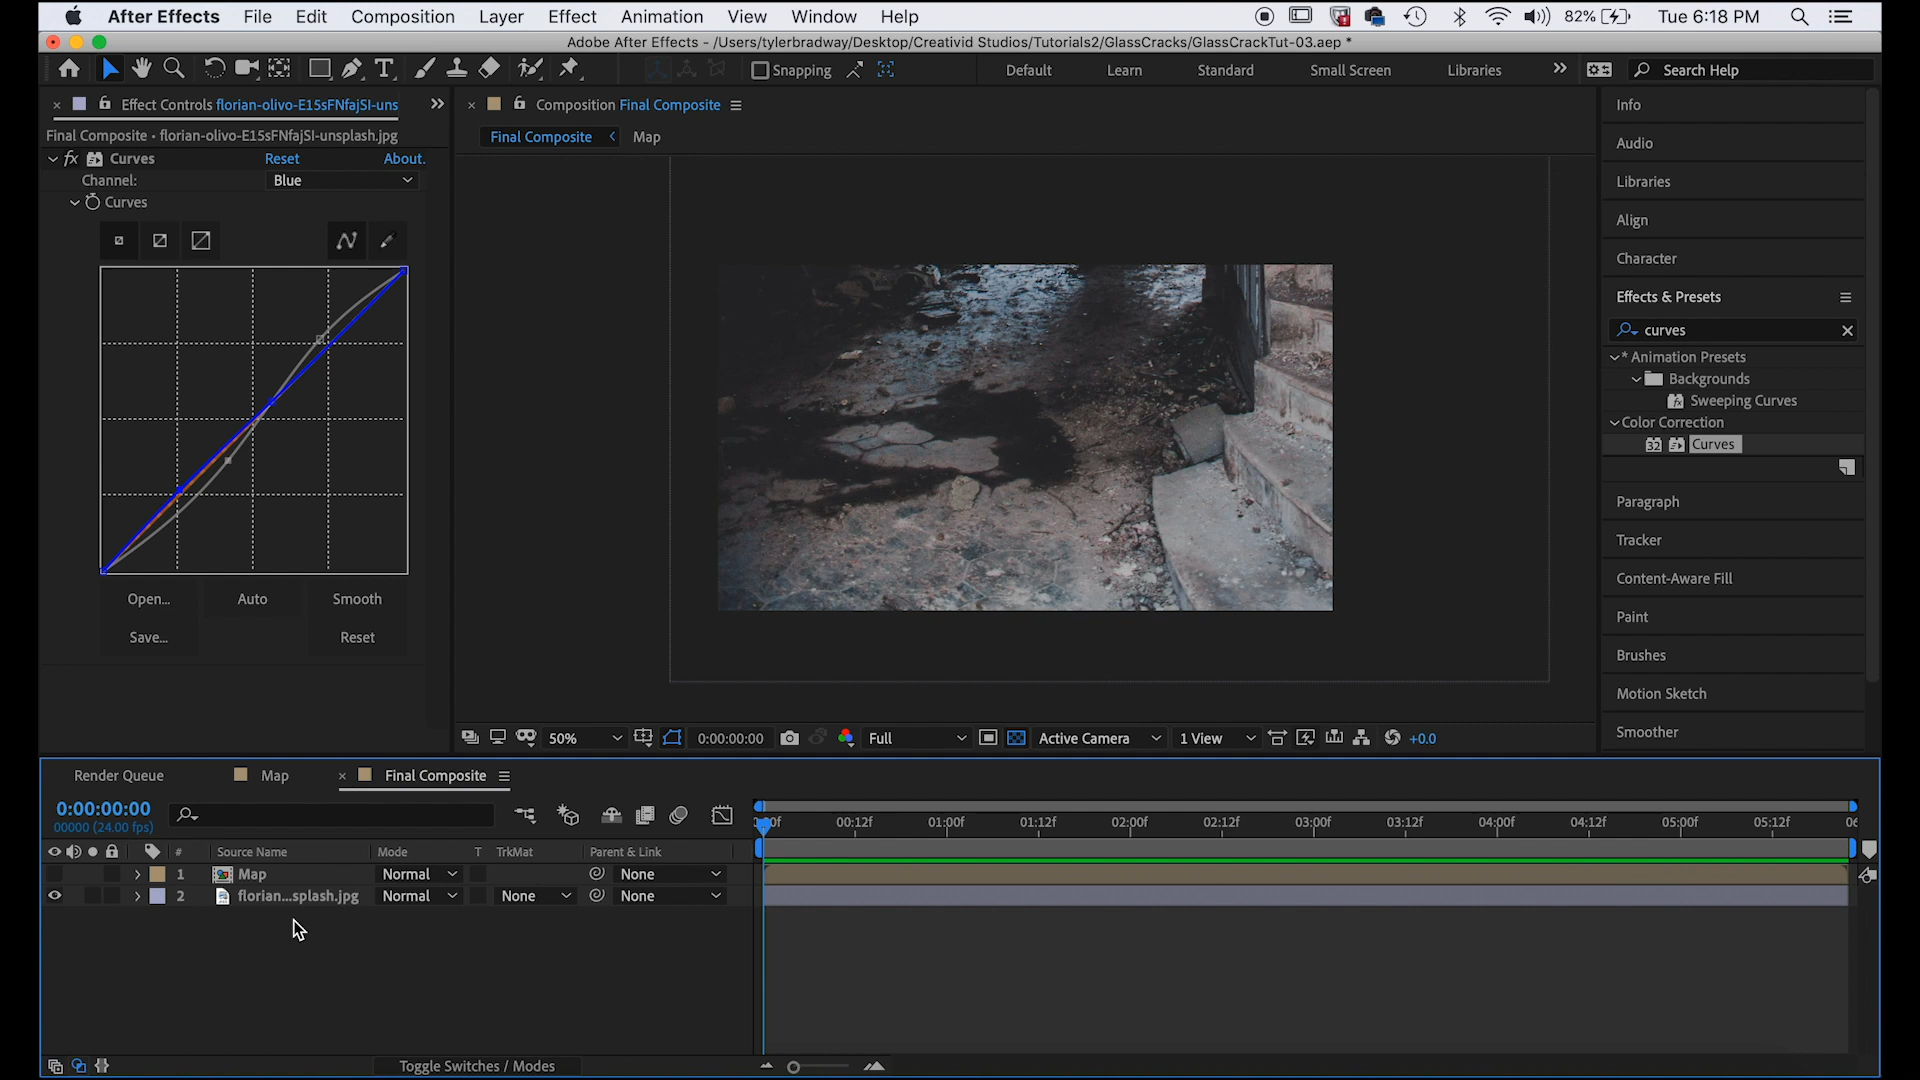 After Effects File Edit Composition Layer Effect Animation View Window Help 82% Tue 6:18 PM
Adobe After Effects - /Users/tylerbradway/Desktop/Creativid Studios/Tutorials2/GlassCracks/GlassCrackTut-03.aep *
Snapping Default Learn Standard Small Screen Libraries Search Help
Effect Controls florian-olivo-E15sFNfajSI-uns
Composition Final Composite
Final Composite • florian-olivo-E15sFNfajSI-unsplash.jpg
Final Composite Map
fx Curves Reset About.
Channel: Blue
Curves
Open... Auto Smooth
Save... Reset
Info
Audio
Libraries
Align
Character
Effects & Presets
curves
* Animation Presets
Backgrounds
Sweeping Curves
Color Correction
32 Curves
Paragraph
Tracker
Content-Aware Fill
Paint
Brushes
Motion Sketch
Smoother
50% 0:00:00:00 Full Active Camera 1 View +0.0
Render Queue Map Final Composite
0:00:00:00
00000 (24.00 fps)
00:12f 01:00f 01:12f 02:00f 02:12f 03:00f 03:12f 04:00f 04:12f 05:00f 05:12f
# Source Name Mode T TrkMat Parent & Link
1 Map Normal None
2 florian...splash.jpg Normal None None
Toggle Switches / Modes